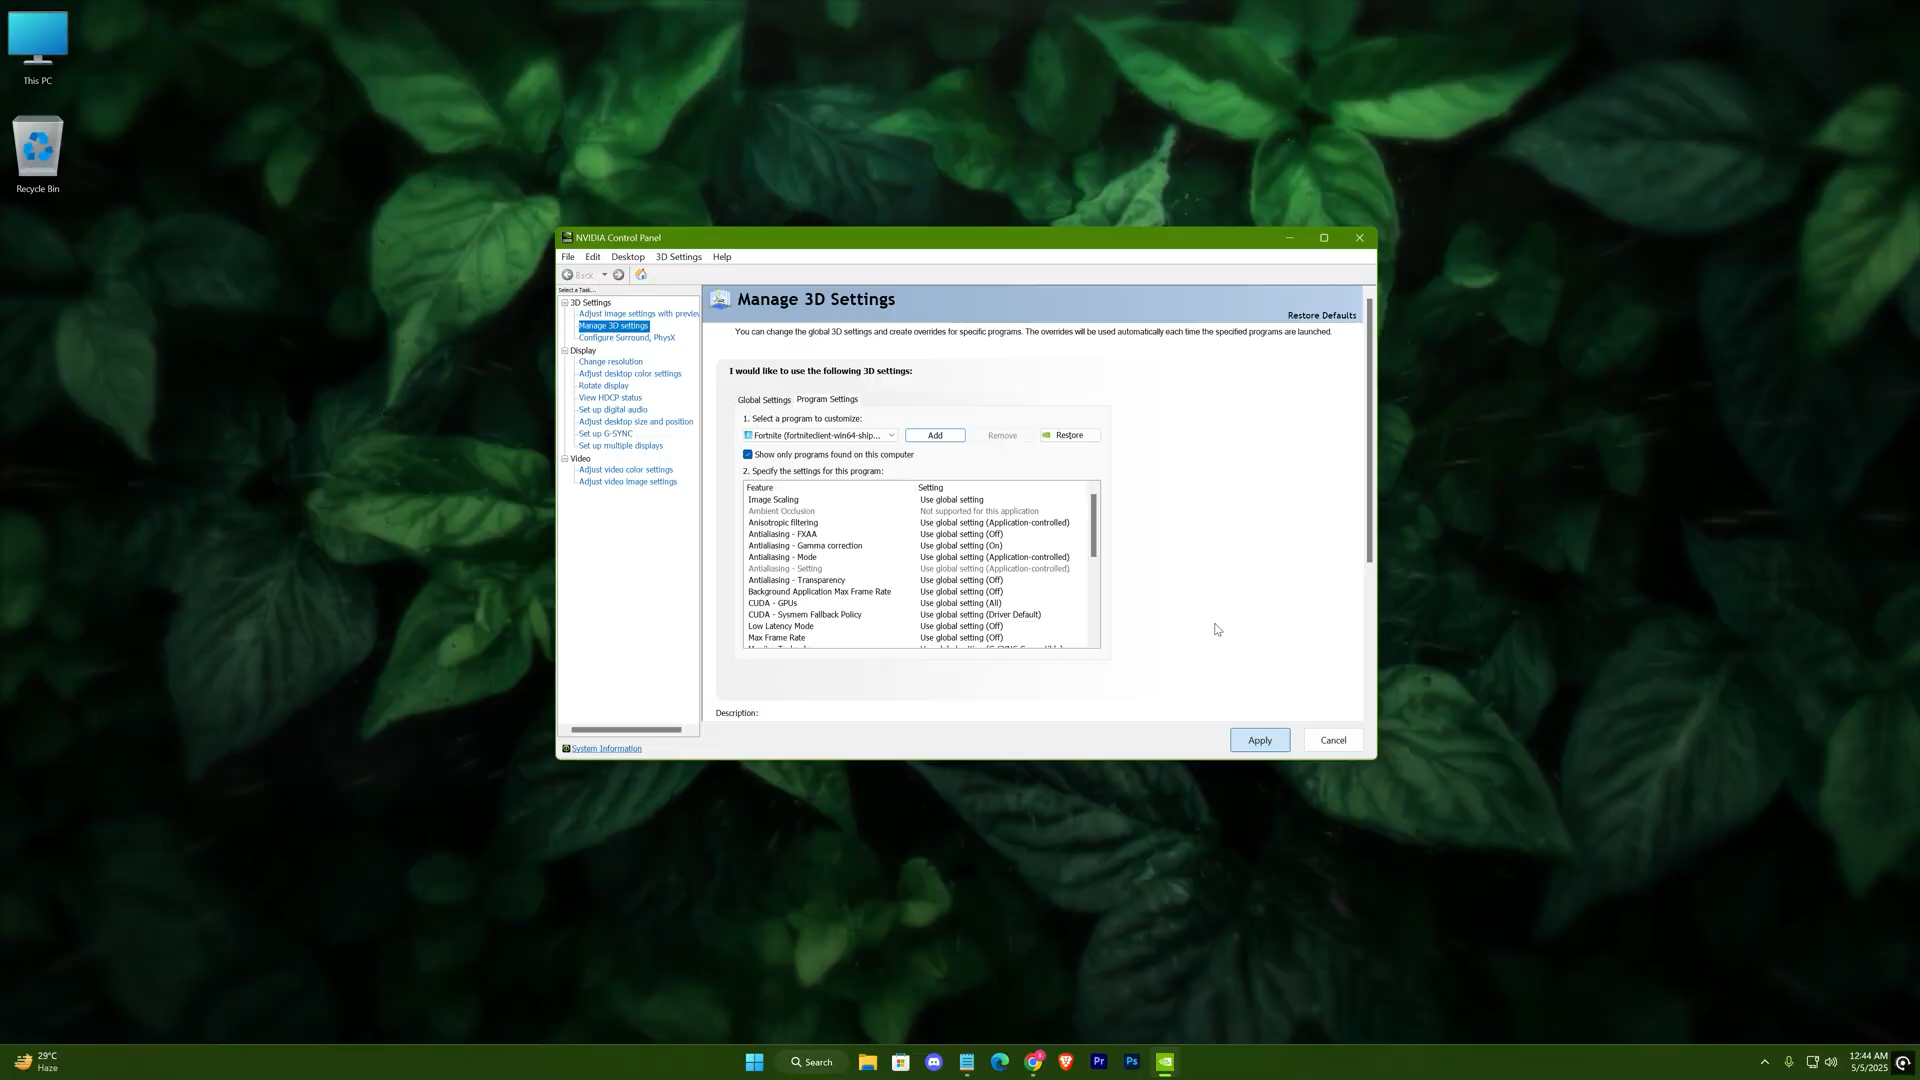 This PC
Recycle Bin
NVIDIA Control Panel
File Edit Desktop 3D Settings Help
Back
Select a Task...
3D Settings
Adjust image settings with preview
Manage 3D settings
Configure Surround, PhysX
Display
Change resolution
Adjust desktop color settings
Rotate display
View HDCP status
Set up digital audio
Adjust desktop size and position
Set up G-SYNC
Set up multiple displays
Video
Adjust video color settings
Adjust video image settings
System Information
Manage 3D Settings
Restore Defaults
You can change the global 3D settings and create overrides for specific programs. The overrides will be used automatically each time the specified programs are launched.
I would like to use the following 3D settings:
Global Settings Program Settings
1. Select a program to customize:
Fortnite (fortniteclient-win64-ship... Add Remove Restore
Show only programs found on this computer
2. Specify the settings for this program:
Feature Setting
Image Scaling Use global setting
Ambient Occlusion Not supported for this application
Anisotropic filtering Use global setting (Application-controlled)
Antialiasing - FXAA Use global setting (Off)
Antialiasing - Gamma correction Use global setting (On)
Antialiasing - Mode Use global setting (Application-controlled)
Antialiasing - Setting Use global setting (Application-controlled)
Antialiasing - Transparency Use global setting (Off)
Background Application Max Frame Rate Use global setting (Off)
CUDA - GPUs Use global setting (All)
CUDA - Sysmem Fallback Policy Use global setting (Driver Default)
Low Latency Mode Use global setting (Off)
Max Frame Rate Use global setting (Off)
Description:
Apply Cancel
29°C
Haze
Search
Pr
Ps
12:44 AM
5/5/2025